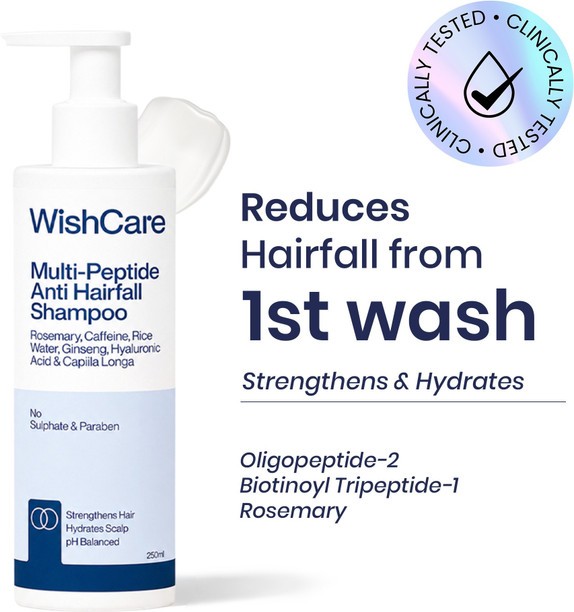 CLINICALLY TESTED • CLINICALLY TESTED •
WishCare
Multi-Peptide
Anti Hairfall
Shampoo
Rosemary, Caffeine, Rice
Water, Ginseng, Hyaluronic
Acid & Capiila Longa
No
Sulphate & Paraben
Strengthens Hair
Hydrates Scalp
pH Balanced
250ml
Reduces
Hairfall from
1st wash
Strengthens & Hydrates
Oligopeptide-2
Biotinoyl Tripeptide-1
Rosemary